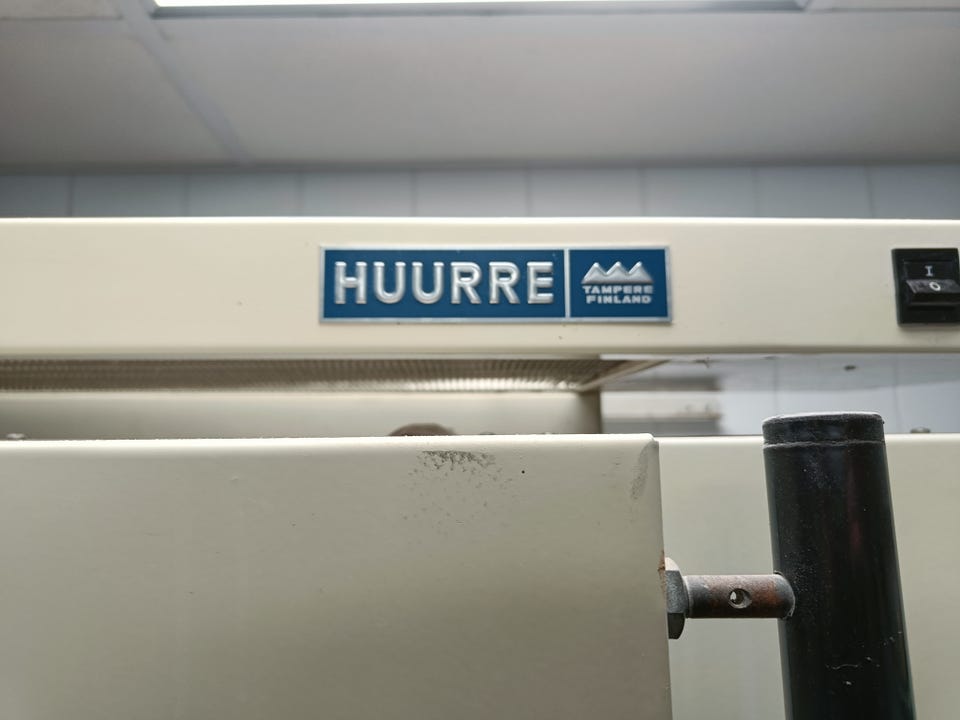 HUURRE
TAMPERE
FINLAND
I
O